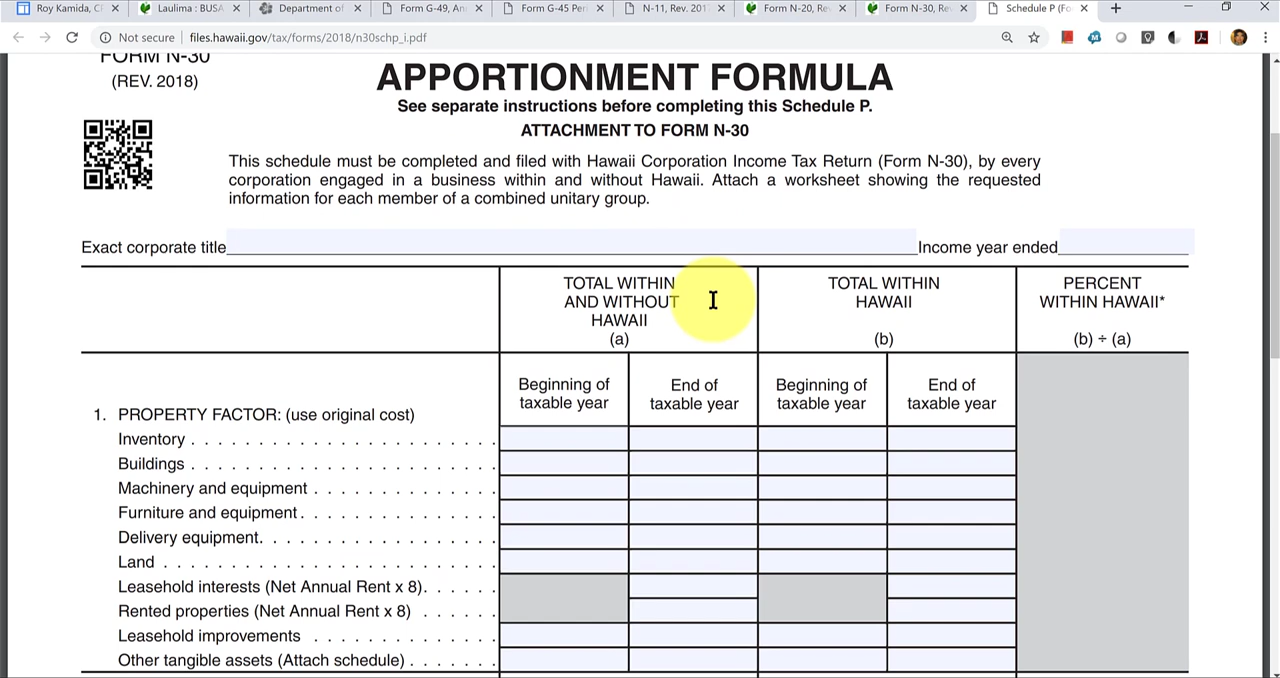 Roy Kamida, C
Laulima : BUSA
Department of
Form G-49, An
Form G-45 Per
N-11, Rev. 201
Form N-20, Re
Form N-30, Re
Schedule P (Fo
Not secure | files.hawaii.gov/tax/forms/2018/n30schp_i.pdf
FORM N-30
(REV. 2018)
APPORTIONMENT FORMULA
See separate instructions before completing this Schedule P.
ATTACHMENT TO FORM N-30
This schedule must be completed and filed with Hawaii Corporation Income Tax Return (Form N-30), by every
corporation engaged in a business within and without Hawaii. Attach a worksheet showing the requested
information for each member of a combined unitary group.
Exact corporate title Income year ended
TOTAL WITHIN
AND WITHOUT
HAWAII
(a)
TOTAL WITHIN
HAWAII
(b)
PERCENT
WITHIN HAWAII*
(b) ÷ (a)
Beginning of
taxable year
End of
taxable year
Beginning of
taxable year
End of
taxable year
1. PROPERTY FACTOR: (use original cost)
Inventory . . . . . . . . . . . . . . . . . . . . . . .
Buildings . . . . . . . . . . . . . . . . . . . . . . .
Machinery and equipment . . . . . . . . . . . . . .
Furniture and equipment . . . . . . . . . . . . . . .
Delivery equipment. . . . . . . . . . . . . . . . . .
Land . . . . . . . . . . . . . . . . . . . . . . . . .
Leasehold interests (Net Annual Rent x 8). . . . . .
Rented properties (Net Annual Rent x 8) . . . . . .
Leasehold improvements . . . . . . . . . . . . . .
Other tangible assets (Attach schedule) . . . . . . .